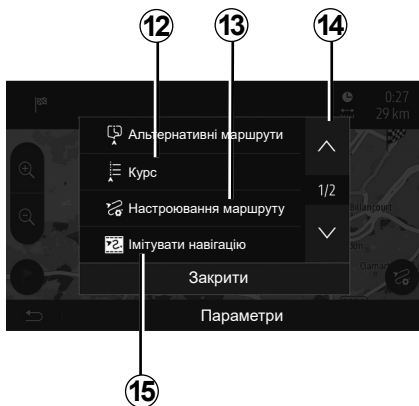 12 13 14
0:27
29 km
Альтернативні маршрути
Курс
1/2
Настроювання маршруту
Імітувати навігацію
Закрити
Параметри
15